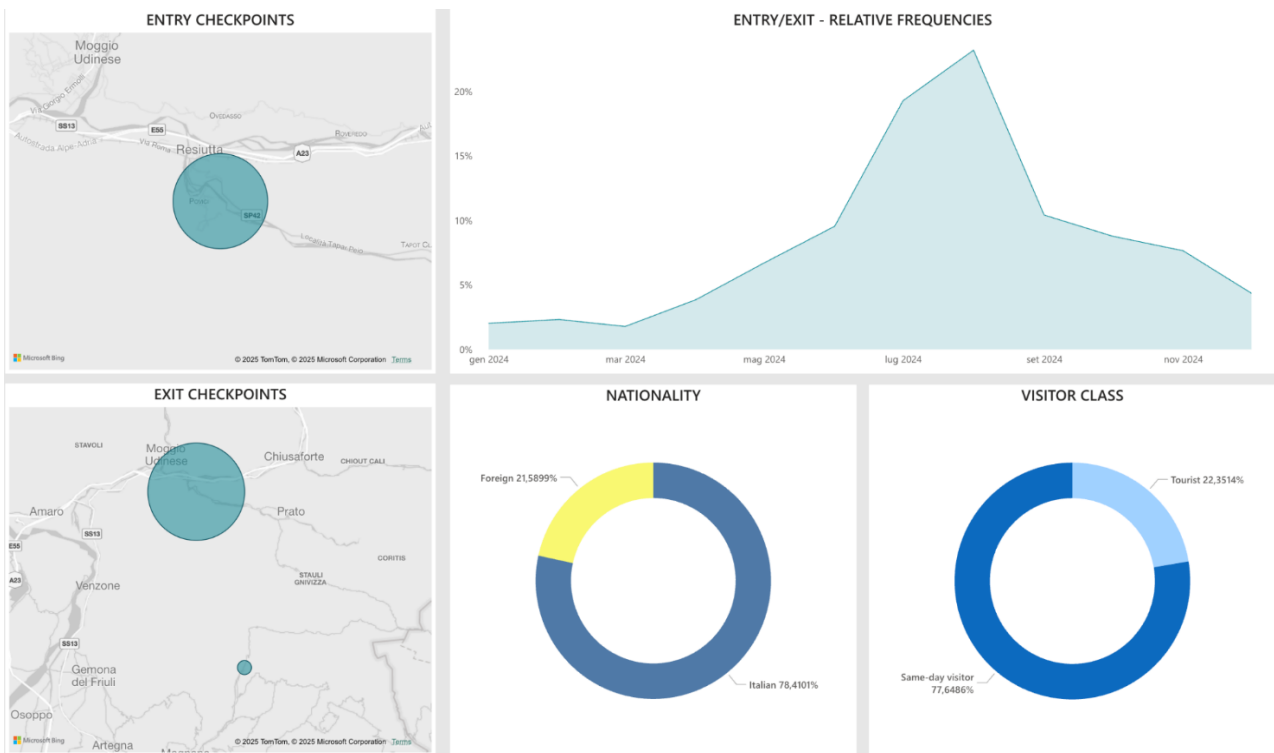 ENTRY CHECKPOINTS
Moggio
Udinese
Via Giorgio Ermolli
SS13
E55
OVEDASSO
ROVEREDO
Autostrada Alpe-Adria
Via Roma
Resiutta
A23
SP42
Microsoft Bing
© 2025 TomTom, © 2025 Microsoft Corporation Terms
ENTRY/EXIT - RELATIVE FREQUENCIES
20%
15%
10%
5%
0%
gen 2024
mar 2024
mag 2024
lug 2024
set 2024
nov 2024
EXIT CHECKPOINTS
STAVOLI
Moggio
Udinese
Chiusaforte
CHIOUT CALI
Amaro
Prato
SS13
E55
CORITIS
A23
STAULI
GNIVIZZA
Venzone
SS13
Gemona
del Friuli
Osoppo
Artegna
Microsoft Bing
© 2025 TomTom, © 2025 Microsoft Corporation Terms
NATIONALITY
Foreign 21,5899%
Italian 78,4101%
VISITOR CLASS
Tourist 22,3514%
Same-day visitor
77,6486%